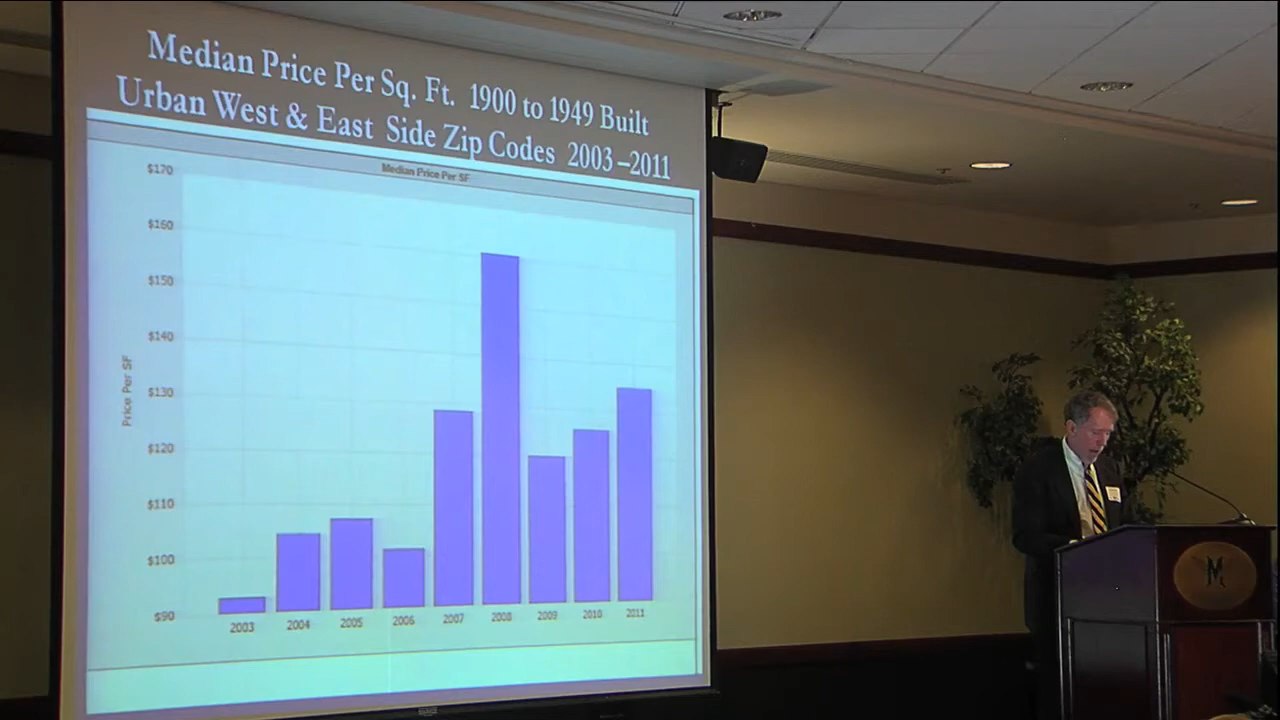 Median Price Per Sq. Ft. 1900 to 1949 Built
Urban West & East Side Zip Codes 2003–2011
Median Price Per SF
$170
$160
$150
$140
$130
$120
$110
$100
$90
Price Per SF
2003 2004 2005 2006 2007 2008 2009 2010 2011
M